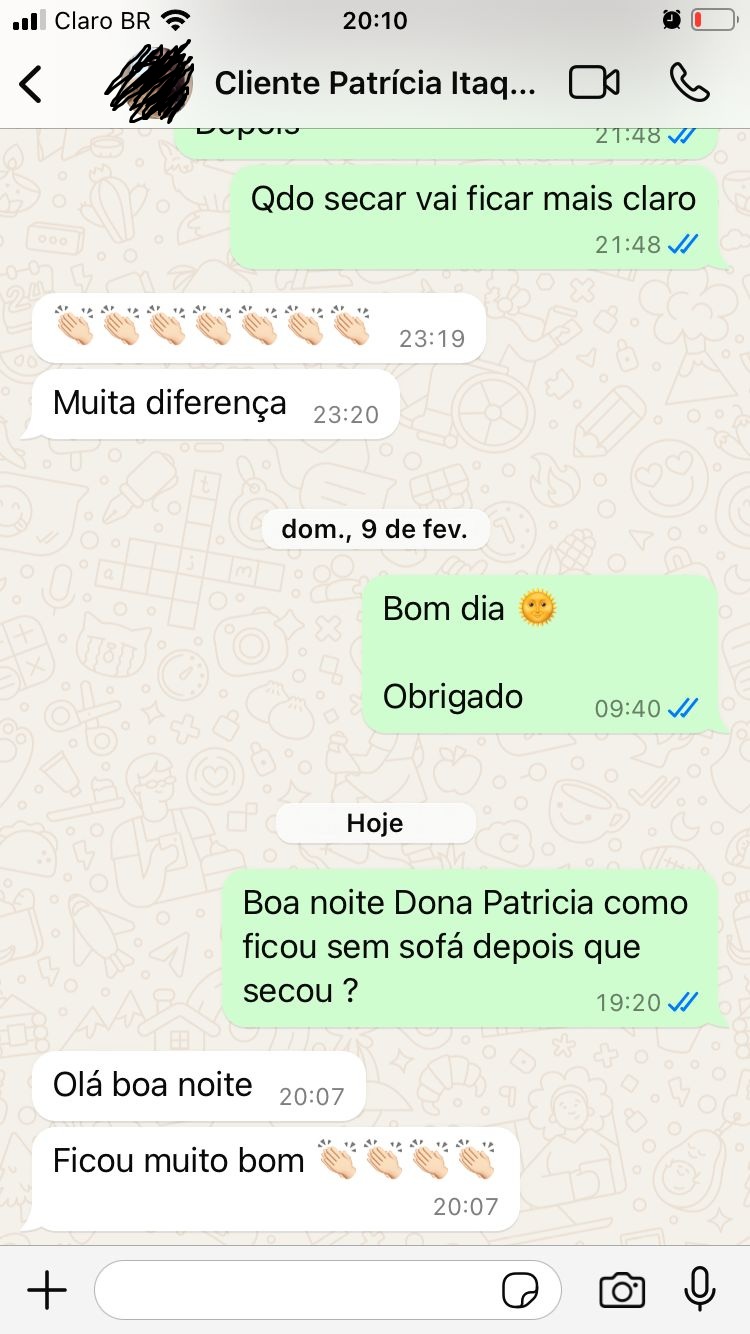 Claro BR
20:10
Cliente Patrícia Itaq...
Depois
21:48
Qdo secar vai ficar mais claro
21:48
👏🏻👏🏻👏🏻👏🏻👏🏻👏🏻👏🏻 23:19
Muita diferença 23:20
dom., 9 de fev.
Bom dia 🌞
Obrigado 09:40
Hoje
Boa noite Dona Patricia como
ficou sem sofá depois que
secou ? 19:20
Olá boa noite 20:07
Ficou muito bom 👏🏻👏🏻👏🏻👏🏻
20:07